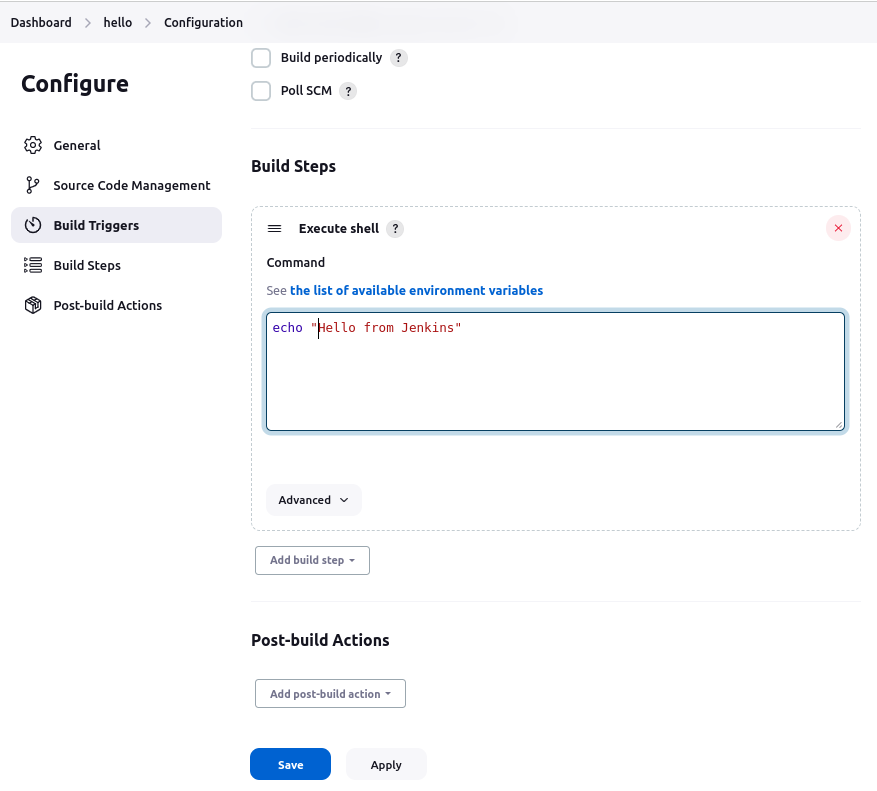 Dashboard > hello > Configuration
Configure
General
Source Code Management
Build Triggers
Build Steps
Post-build Actions
Build periodically ?
Poll SCM ?
Build Steps
Execute shell ?
Command
See the list of available environment variables
echo "Hello from Jenkins"
Advanced
Add build step
Post-build Actions
Add post-build action
Save
Apply